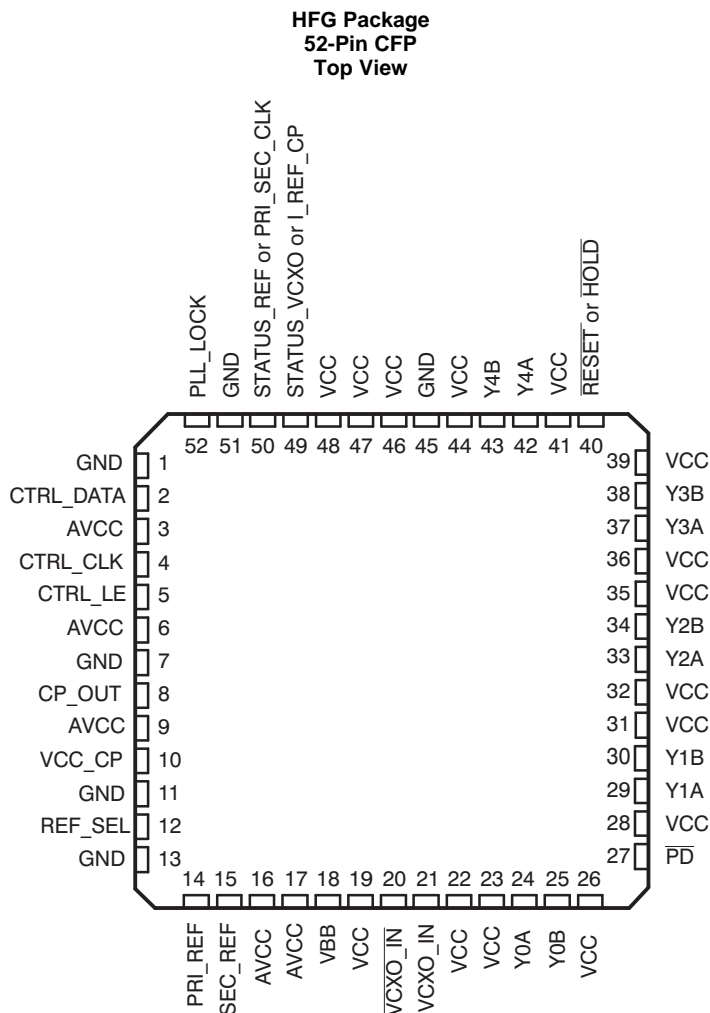 HFG Package
52-Pin CFP
Top View
PLL_LOCK
GND
STATUS_REF or PRI_SEC_CLK
STATUS_VCXO or I_REF_CP
VCC
VCC
VCC
GND
VCC
Y4B
Y4A
VCC
RESET or HOLD
52 51 50 49 48 47 46 45 44 43 42 41 40
GND 1
CTRL_DATA 2
AVCC 3
CTRL_CLK 4
CTRL_LE 5
AVCC 6
GND 7
CP_OUT 8
AVCC 9
VCC_CP 10
GND 11
REF_SEL 12
GND 13
39 VCC
38 Y3B
37 Y3A
36 VCC
35 VCC
34 Y2B
33 Y2A
32 VCC
31 VCC
30 Y1B
29 Y1A
28 VCC
27 PD
14 15 16 17 18 19 20 21 22 23 24 25 26
PRI_REF
SEC_REF
AVCC
AVCC
VBB
VCC
VCXO_IN
VCXO_IN
VCC
VCC
Y0A
Y0B
VCC